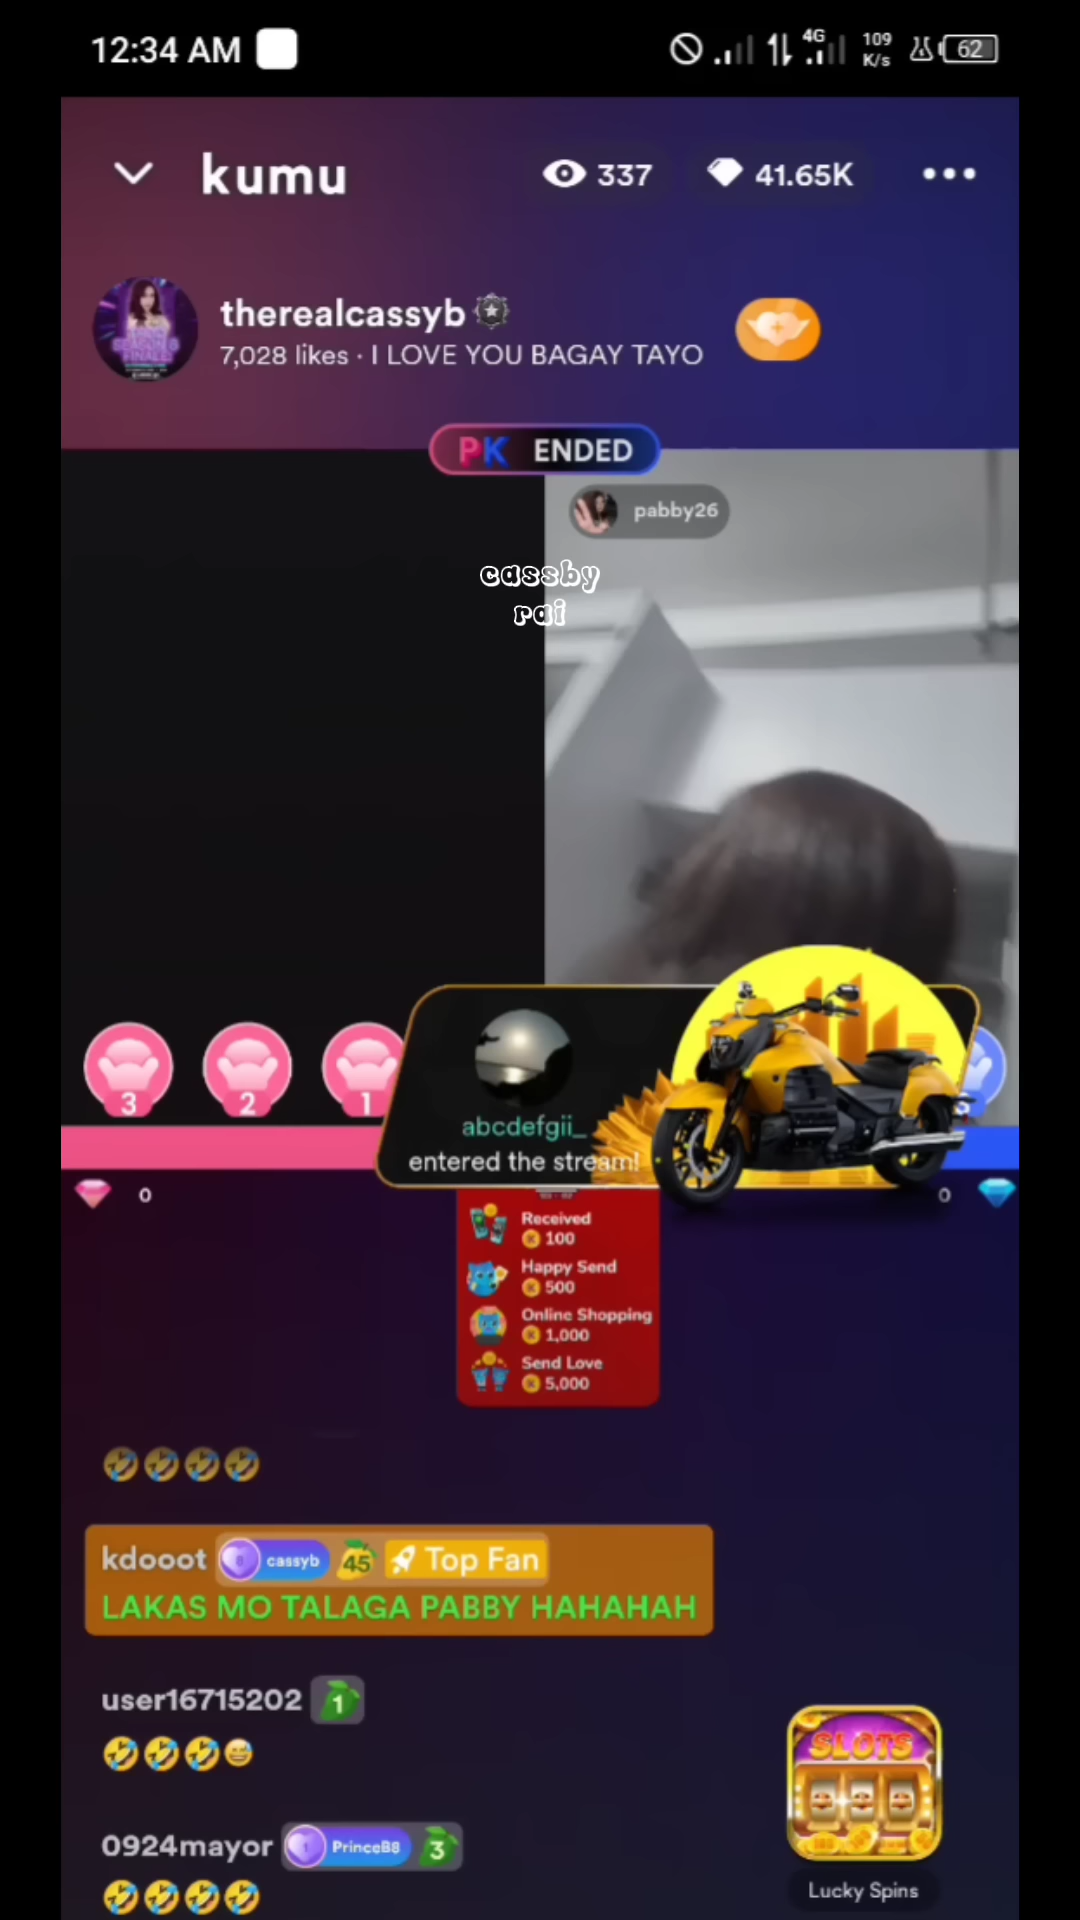 12:34 AM
4G
109
K/s
62
kumu
337
41.65K
therealcassyb
7,028 likes · I LOVE YOU BAGAY TAYO
PK ENDED
pabby26
cassby
rai
3
2
1
abcdefgii_
entered the stream!
0
0
Received
100
Happy Send
500
Online Shopping
1,000
Send Love
5,000
🤣🤣🤣🤣
kdooot cassyb 45 Top Fan
LAKAS MO TALAGA PABBY HAHAHAH
user16715202 1
🤣🤣🤣😅
SLOTS
0924mayor PrinceB8 3
🤣🤣🤣🤣
Lucky Spins